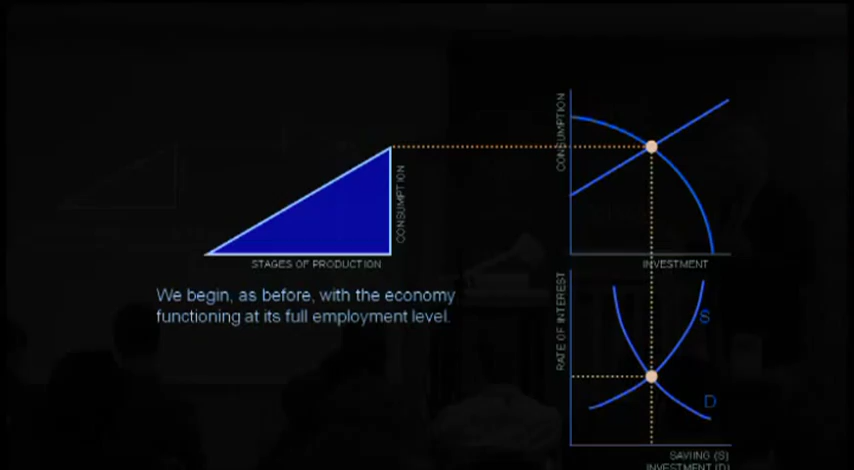 CONSUMPTION
CONSUMPTION
STAGES OF PRODUCTION
INVESTMENT
We begin, as before, with the economy
functioning at its full employment level.
RATE OF INTEREST
S
D
SAVIING (S)
INVESTMENT (D)